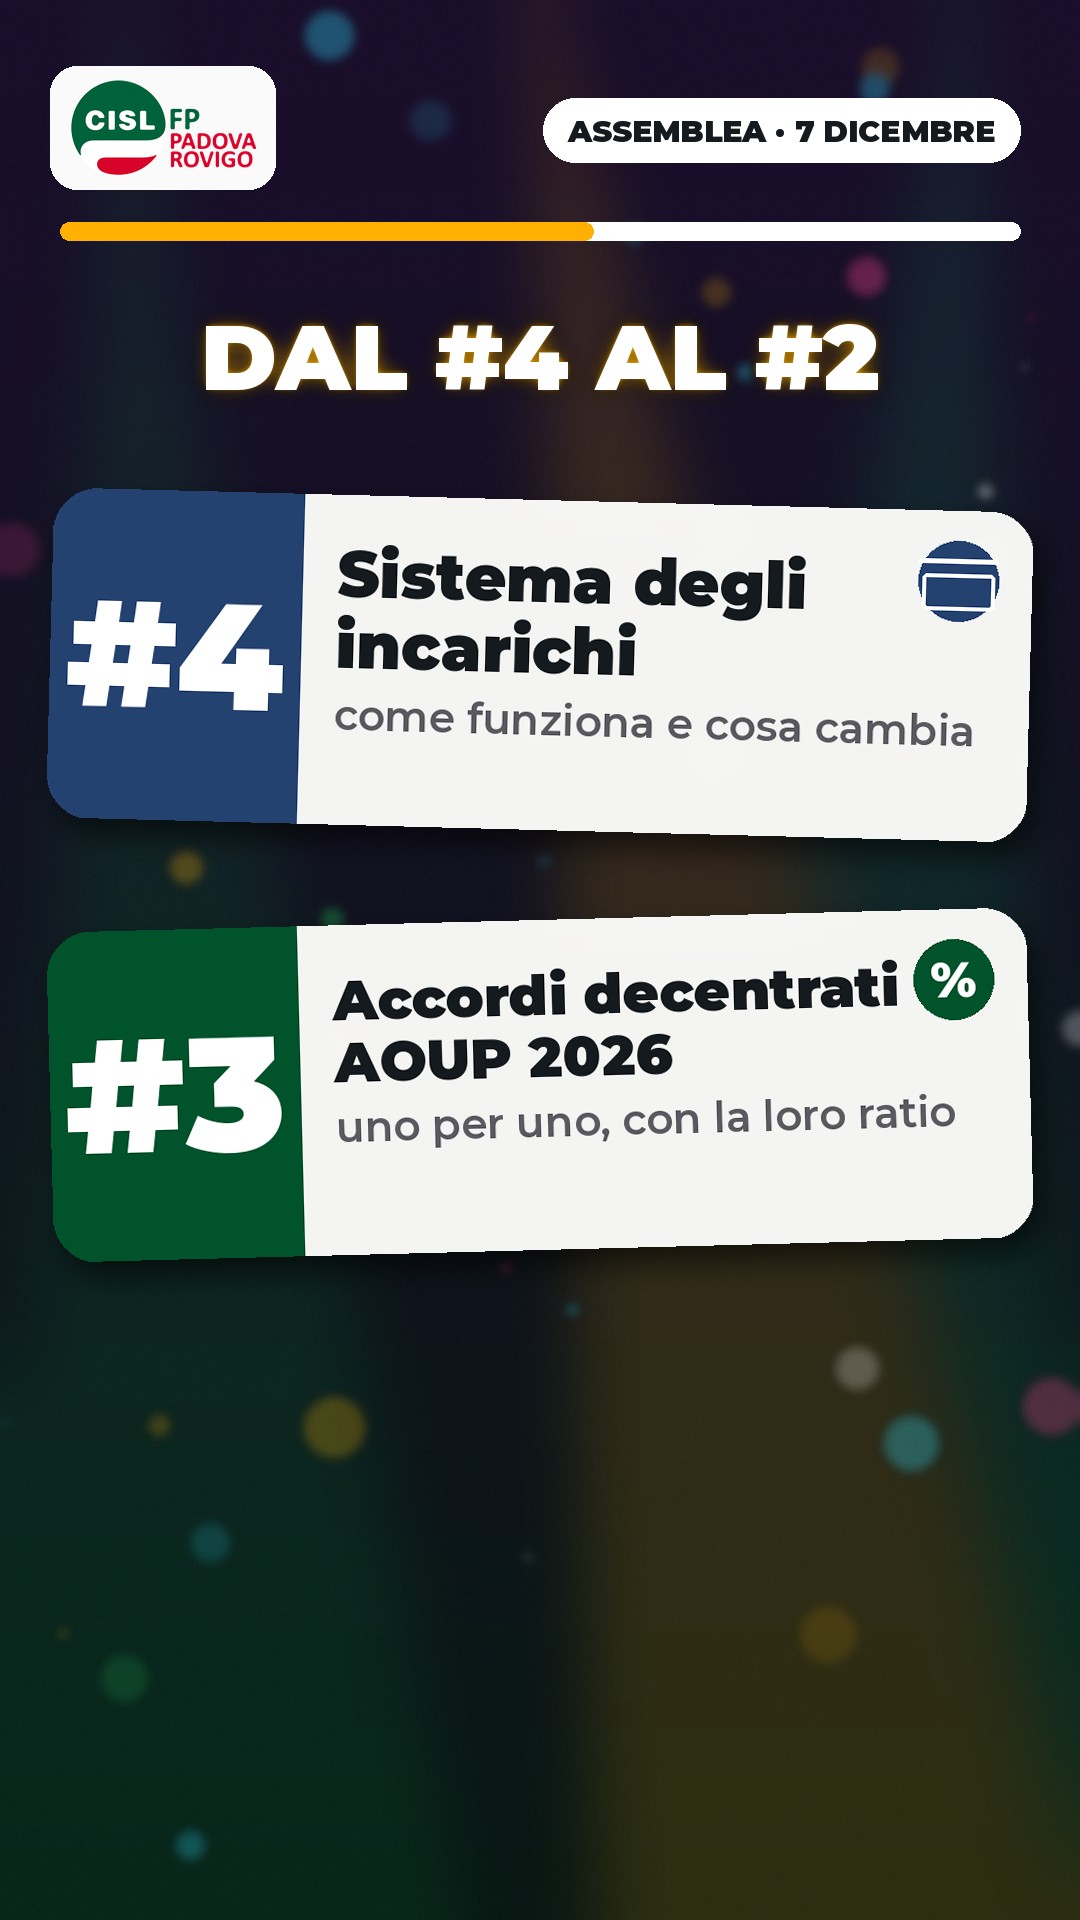 CISL FP
PADOVA
ROVIGO
ASSEMBLEA • 7 DICEMBRE
DAL #4 AL #2
#4
Sistema degli
incarichi
come funziona e cosa cambia
#3
Accordi decentrati
%
AOUP 2026
uno per uno, con la loro ratio